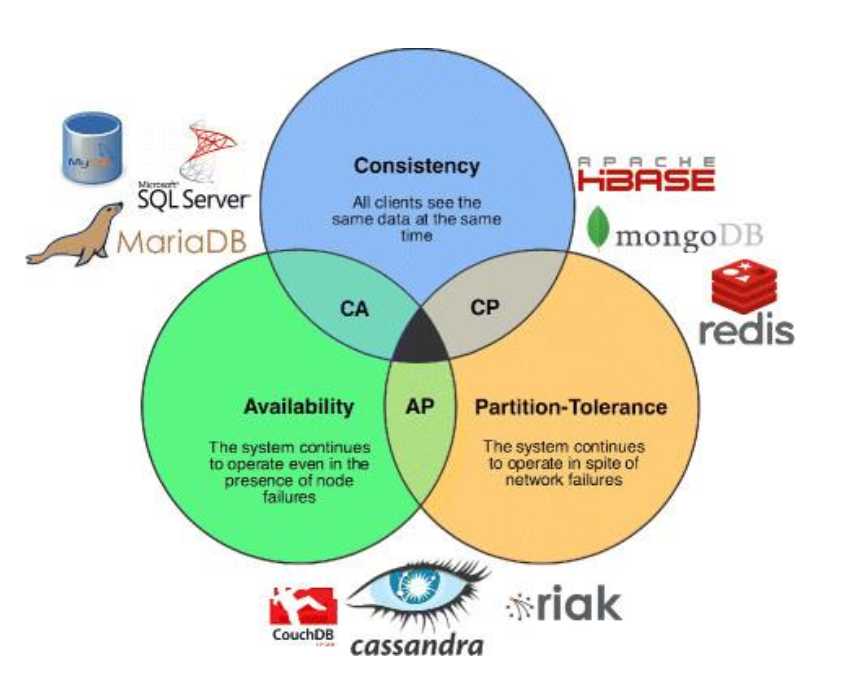 Consistency
All clients see the
same data at the same
time
CA
CP
AP
Availability
The system continues
to operate even in the
presence of node
failures
Partition-Tolerance
The system continues
to operate in spite of
network failures
Microsoft
SQL Server
MariaDB
APACHE
HBASE
mongoDB
redis
CouchDB
cassandra
riak